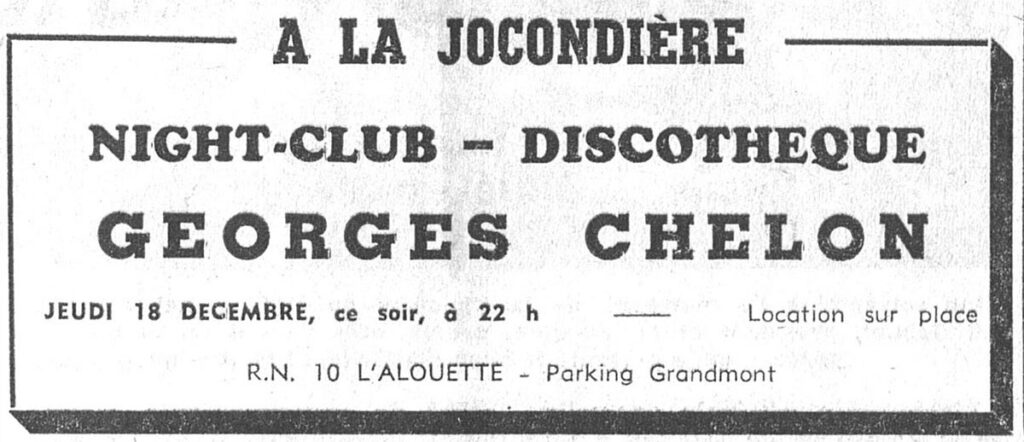 A LA JOCONDIÈRE
NIGHT-CLUB - DISCOTHEQUE
GEORGES CHELON
JEUDI 18 DECEMBRE, ce soir, à 22 h —— Location sur place
R.N. 10 L'ALOUETTE - Parking Grandmont